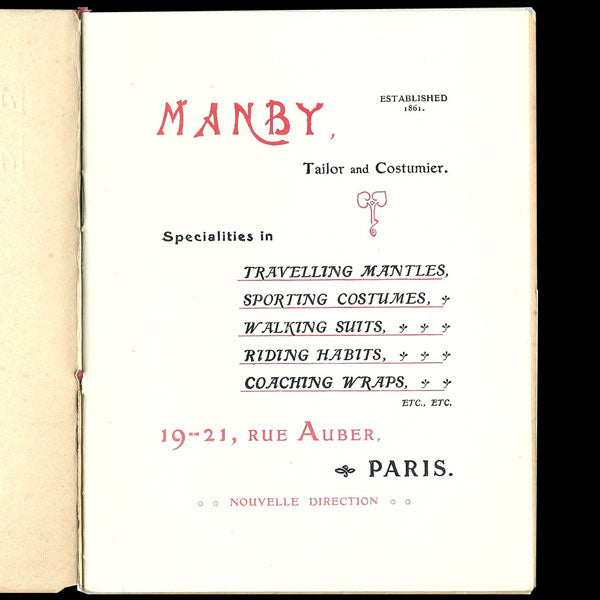 ESTABLISHED
1861.
MANBY,
Tailor and Costumier.
Specialities in
TRAVELLING MANTLES,
SPORTING COSTUMES,
WALKING SUITS,
RIDING HABITS,
COACHING WRAPS,
ETC., ETC.
19-21, RUE AUBER,
PARIS.
NOUVELLE DIRECTION